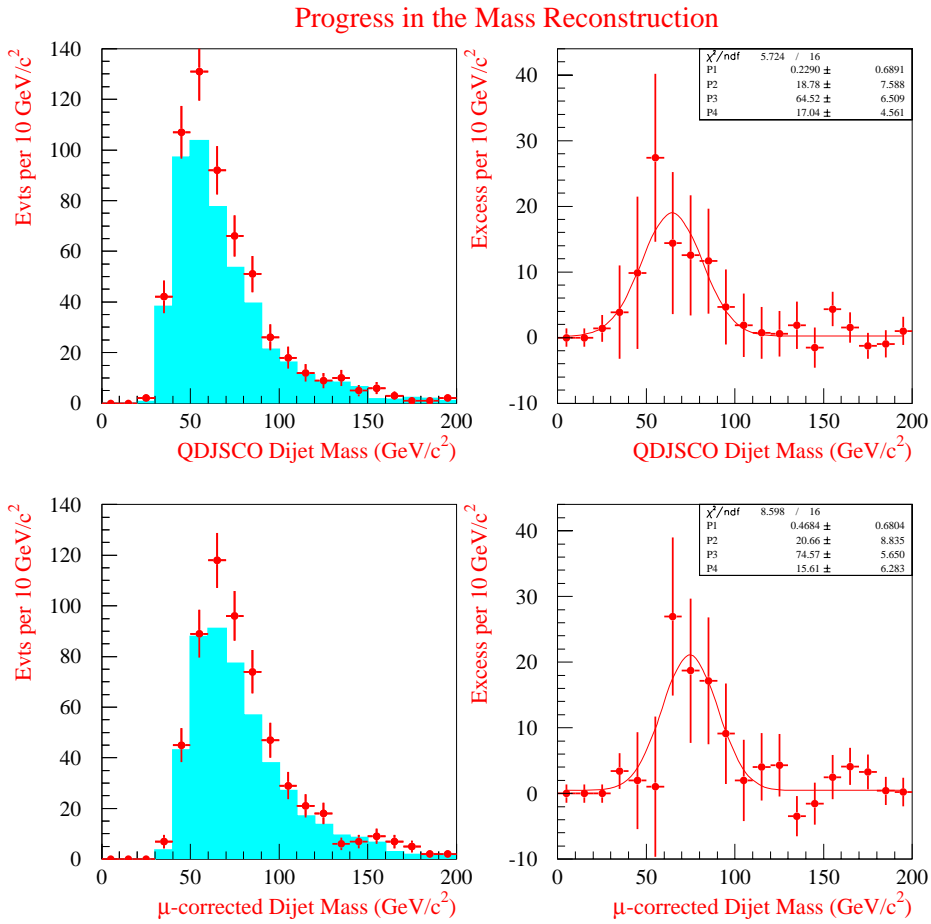 Progress in the Mass Reconstruction
Evts per 10 GeV/c²
140
120
100
80
60
40
20
0
0 50 100 150 200
QDJSCO Dijet Mass (GeV/c²)
Excess per 10 GeV/c²
40
30
20
10
0
-10
0 50 100 150 200
QDJSCO Dijet Mass (GeV/c²)
χ²/ndf 5.724 / 16
P1 0.2290 ± 0.6891
P2 18.78 ± 7.588
P3 64.52 ± 6.509
P4 17.04 ± 4.561
Evts per 10 GeV/c²
140
120
100
80
60
40
20
0
0 50 100 150 200
μ-corrected Dijet Mass (GeV/c²)
Excess per 10 GeV/c²
40
30
20
10
0
-10
0 50 100 150 200
μ-corrected Dijet Mass (GeV/c²)
χ²/ndf 8.598 / 16
P1 0.4684 ± 0.6804
P2 20.66 ± 8.835
P3 74.57 ± 5.650
P4 15.61 ± 6.283